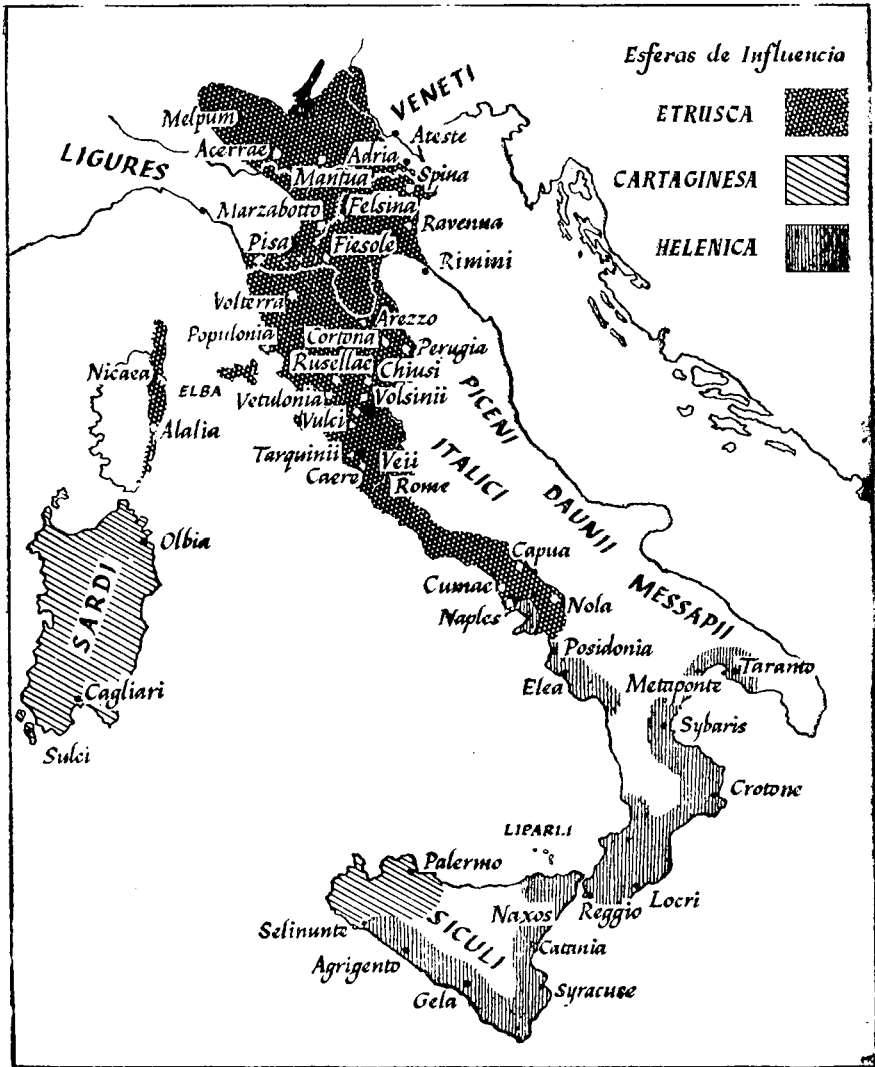 Esferas de Influencia
ETRUSCA
CARTAGINESA
HELENICA
VENETI
Melpum
Ateste
Acerrae
Adria
LIGURES
Mantua
Spina
Marzabotto
Felsina
Ravenna
Pisa
Fiesole
Rimini
Volterra
Arezzo
Populonia
Cortona
Perugia
Nicaea
Rusellae
Chiusi
ELBA
Vetulonia
Volsinii
PICENI
Alalia
Vulci
ITALICI
Tarquinii
Veii
Caere
Rome
DAUNII
Olbia
Capua
SARDI
Cumae
Nola
MESSAPII
Naples
Posidonia
Taranto
Cagliari
Elea
Metaponte
Sybaris
Sulci
Crotone
LIPARI.I
Palermo
Naxos
Reggio
Locri
Selinunte
SICULI
Catania
Agrigento
Gela
Syracuse